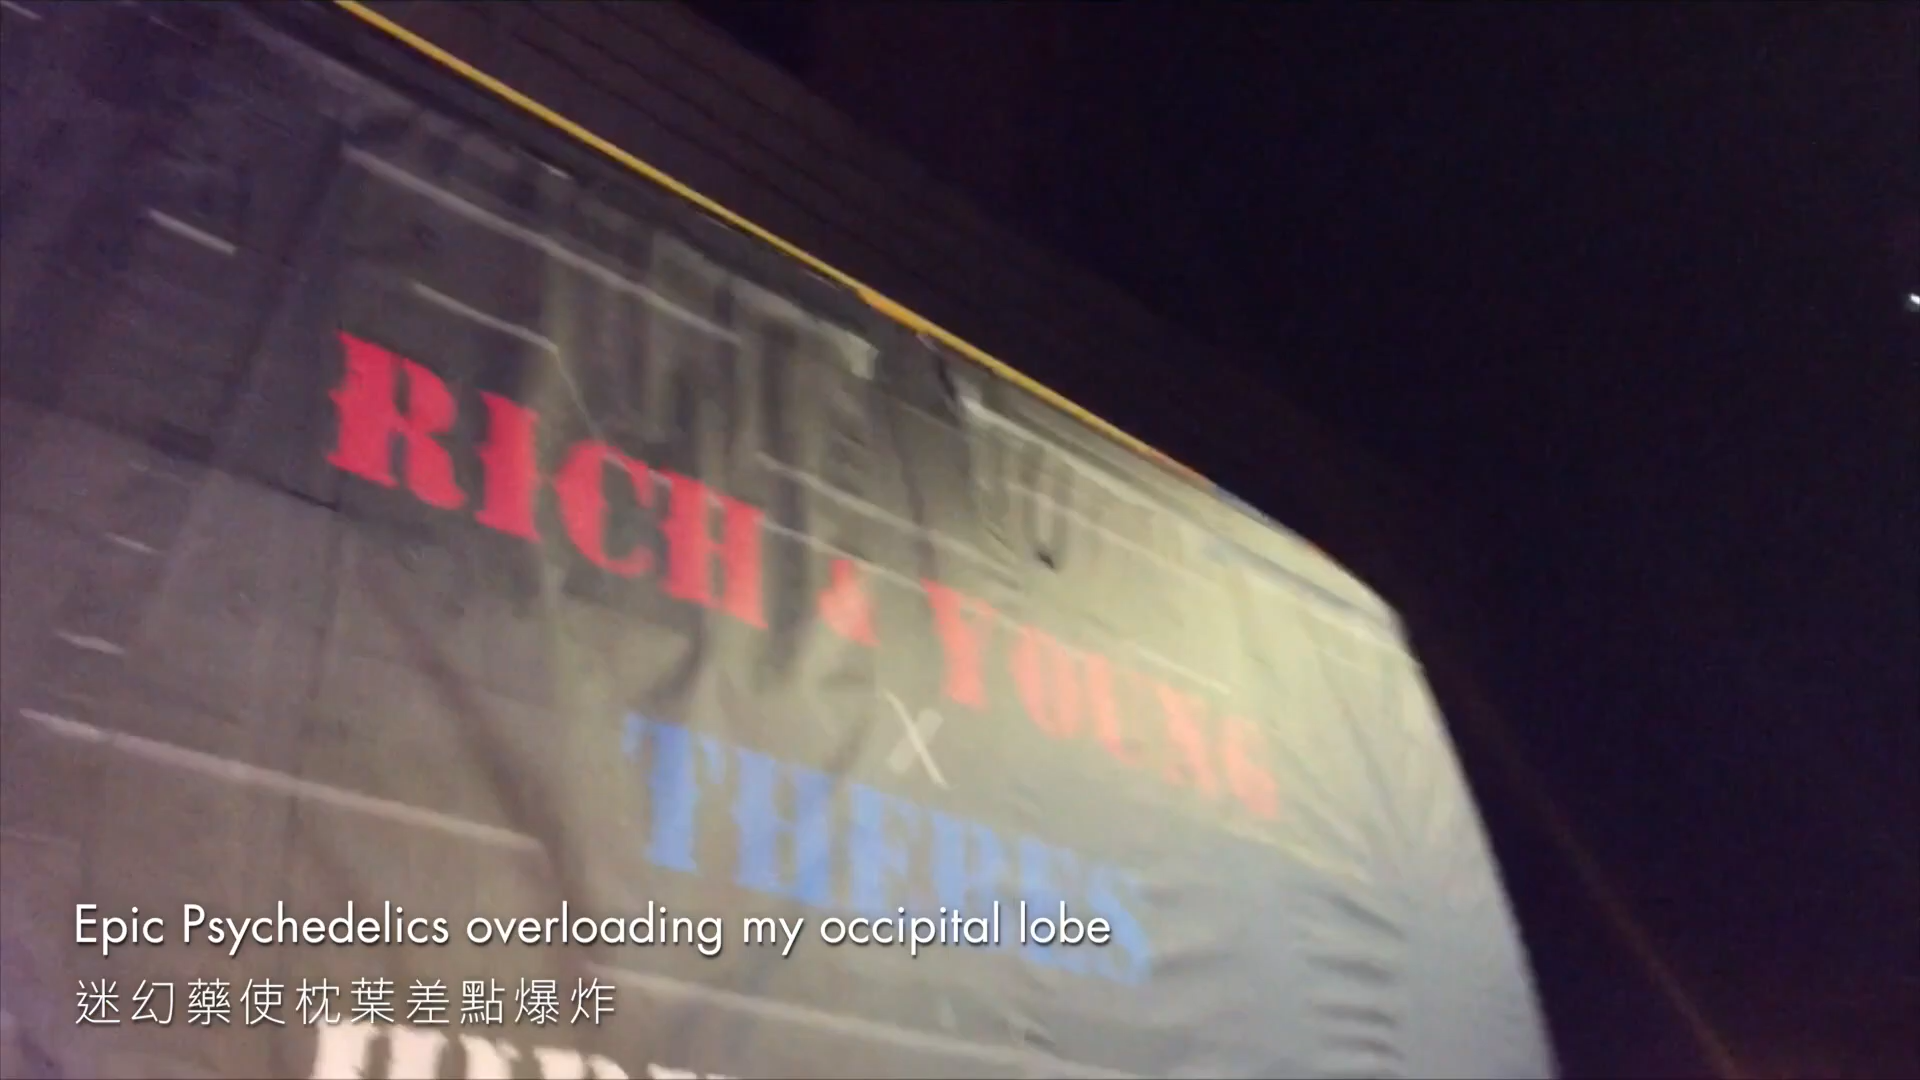 RICH & YOUNG
X
THEBES
Epic Psychedelics overloading my occipital lobe
迷幻藥使枕葉差點爆炸